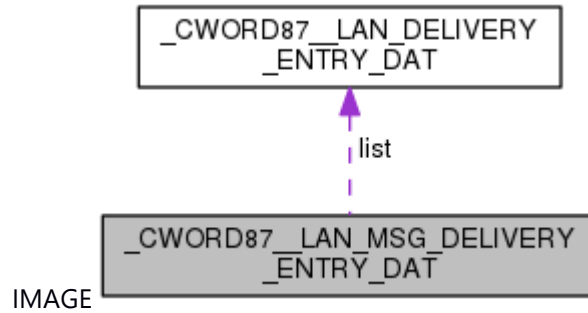 _CWORD87__LAN_DELIVERY
_ENTRY_DAT
list
_CWORD87__LAN_MSG_DELIVERY
_ENTRY_DAT
IMAGE